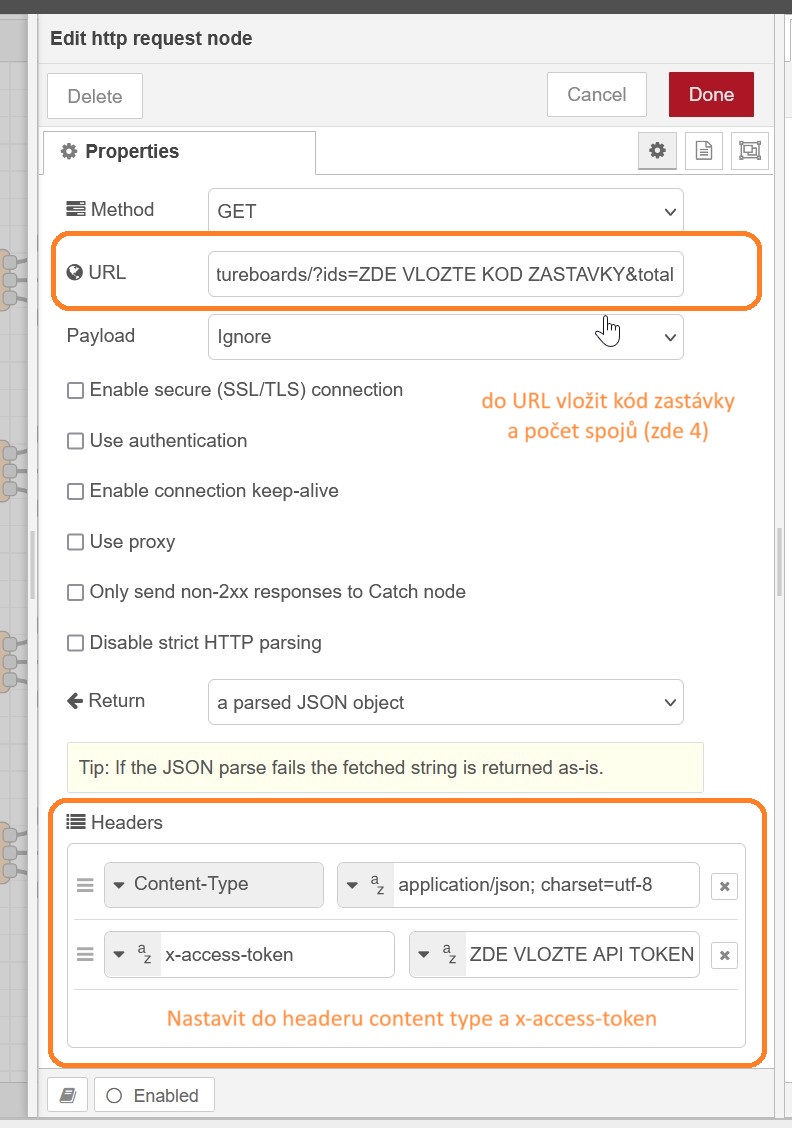 Edit http request node
Delete
Cancel
Done
Properties
Method
GET
URL
tureboards/?ids=ZDE VLOZTE KOD ZASTAVKY&total
Payload
Ignore
Enable secure (SSL/TLS) connection
do URL vložit kód zastávky
a počet spojů (zde 4)
Use authentication
Enable connection keep-alive
Use proxy
Only send non-2xx responses to Catch node
Disable strict HTTP parsing
Return
a parsed JSON object
Tip: If the JSON parse fails the fetched string is returned as-is.
Headers
Content-Type
az
application/json; charset=utf-8
az
x-access-token
az
ZDE VLOZTE API TOKEN
Nastavit do headeru content type a x-access-token
Enabled